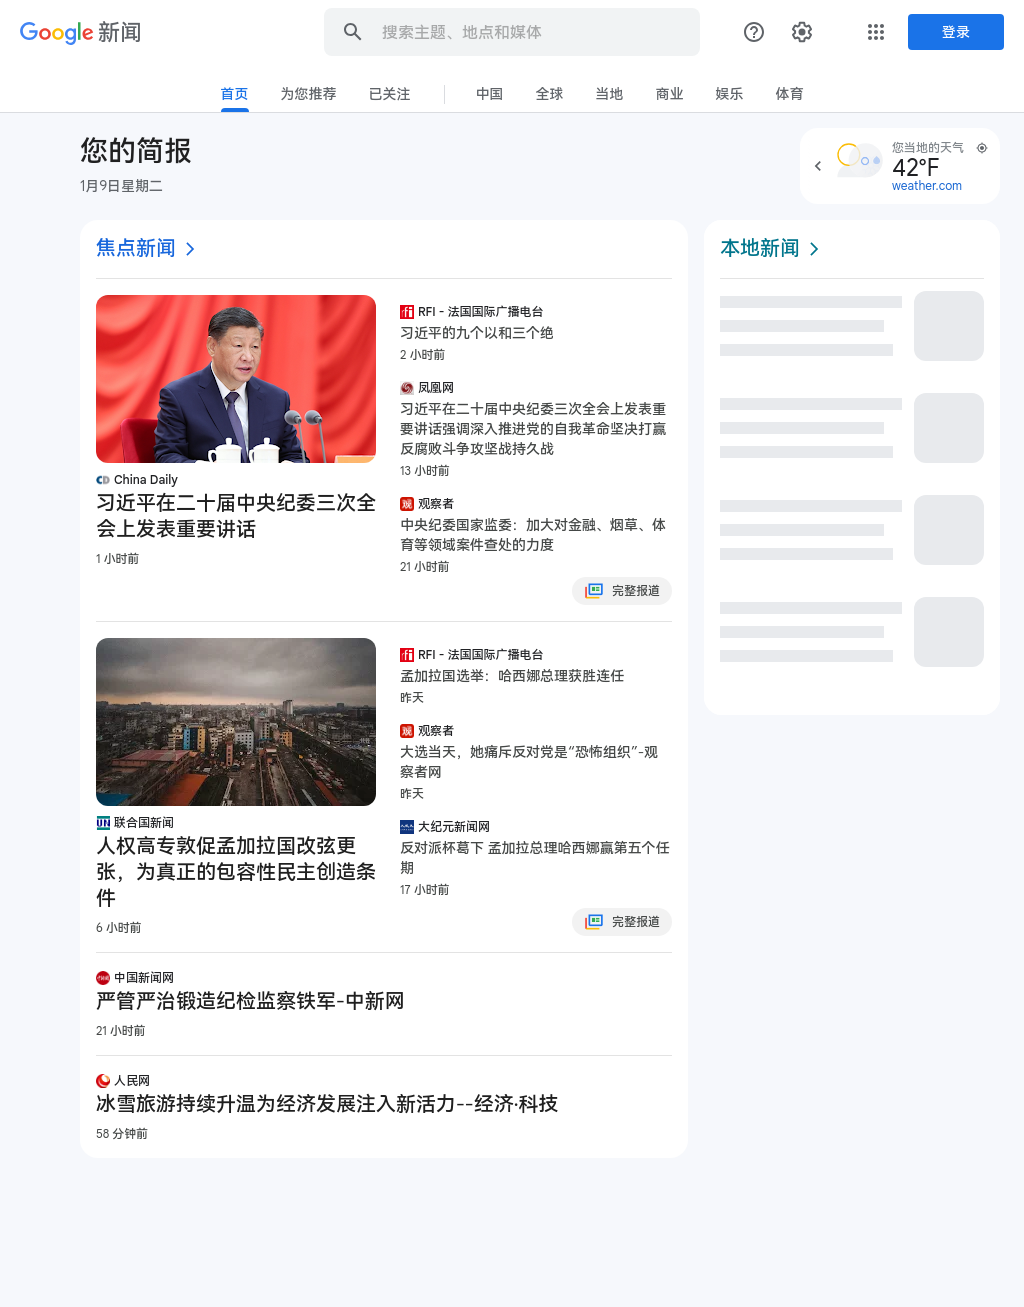 Google 新闻
搜索主题、地点和媒体
登录
首页 为您推荐 已关注 中国 全球 当地 商业 娱乐 体育
您的简报
1月9日星期二
您当地的天气
42°F
weather.com
焦点新闻
China Daily
习近平在二十届中央纪委三次全
会上发表重要讲话
1 小时前
RFI - 法国国际广播电台
习近平的九个以和三个绝
2 小时前
凤凰网
习近平在二十届中央纪委三次全会上发表重
要讲话强调深入推进党的自我革命坚决打赢
反腐败斗争攻坚战持久战
13 小时前
观察者
中央纪委国家监委：加大对金融、烟草、体
育等领域案件查处的力度
21 小时前
完整报道
UN 联合国新闻
人权高专敦促孟加拉国改弦更
张，为真正的包容性民主创造条
件
6 小时前
RFI - 法国国际广播电台
孟加拉国选举：哈西娜总理获胜连任
昨天
观察者
大选当天，她痛斥反对党是“恐怖组织”-观
察者网
昨天
大纪元新闻网
反对派杯葛下 孟加拉总理哈西娜赢第五个任
期
17 小时前
完整报道
中国新闻网
严管严治锻造纪检监察铁军-中新网
21 小时前
人民网
冰雪旅游持续升温为经济发展注入新活力--经济·科技
58 分钟前
本地新闻